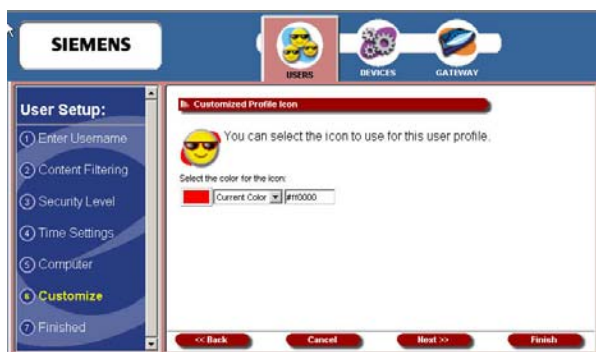 SIEMENS
USERS
DEVICES
GATEWAY
User Setup:
1 Enter Username
2 Content Filtering
3 Security Level
4 Time Settings
5 Computer
6 Customize
7 Finished
Customized Profile Icon
You can select the icon to use for this user profile.
Select the color for the icon:
Current Color
#ff0000
<< Back
Cancel
Next >>
Finish